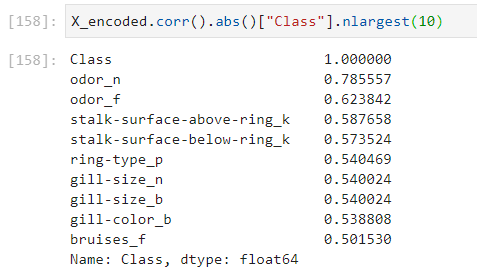 [158]: X_encoded.corr().abs()["Class"].nlargest(10)
[158]: Class 1.000000
odor_n 0.785557
odor_f 0.623842
stalk-surface-above-ring_k 0.587658
stalk-surface-below-ring_k 0.573524
ring-type_p 0.540469
gill-size_n 0.540024
gill-size_b 0.540024
gill-color_b 0.538808
bruises_f 0.501530
Name: Class, dtype: float64